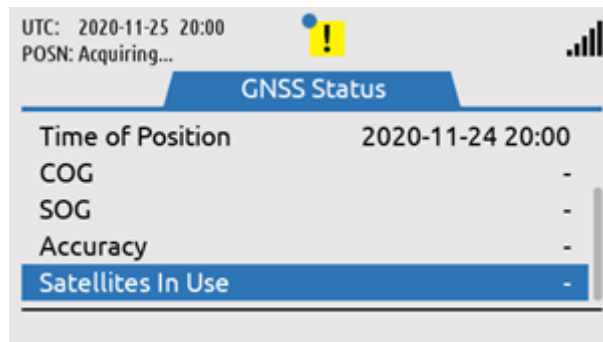 UTC: 2020-11-25 20:00
POSN: Acquiring...
!
GNSS Status
Time of Position 2020-11-24 20:00
COG -
SOG -
Accuracy -
Satellites In Use -